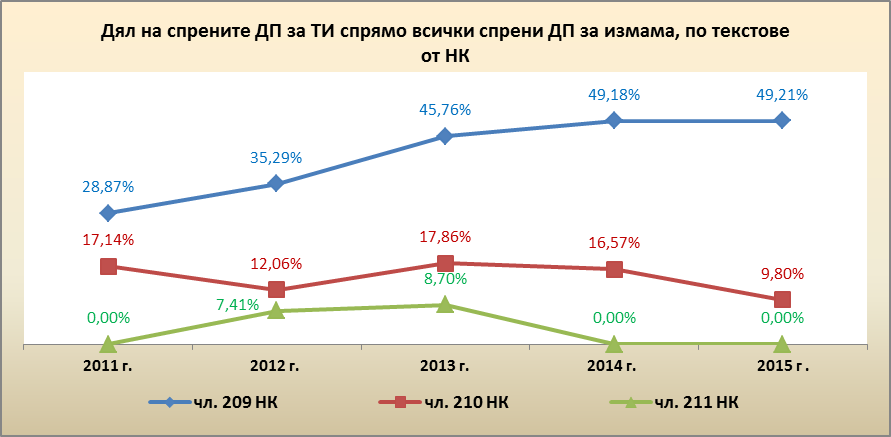 Дял на спрените ДП за ТИ спрямо всички спрени ДП за измама, по текстове
от НК
49,18%
49,21%
45,76%
35,29%
28,87%
17,14%
12,06%
17,86%
16,57%
9,80%
0,00%
7,41%
8,70%
0,00%
0,00%
2011 г.
2012 г.
2013 г.
2014 г.
2015 г .
чл. 209 НК
чл. 210 НК
чл. 211 НК